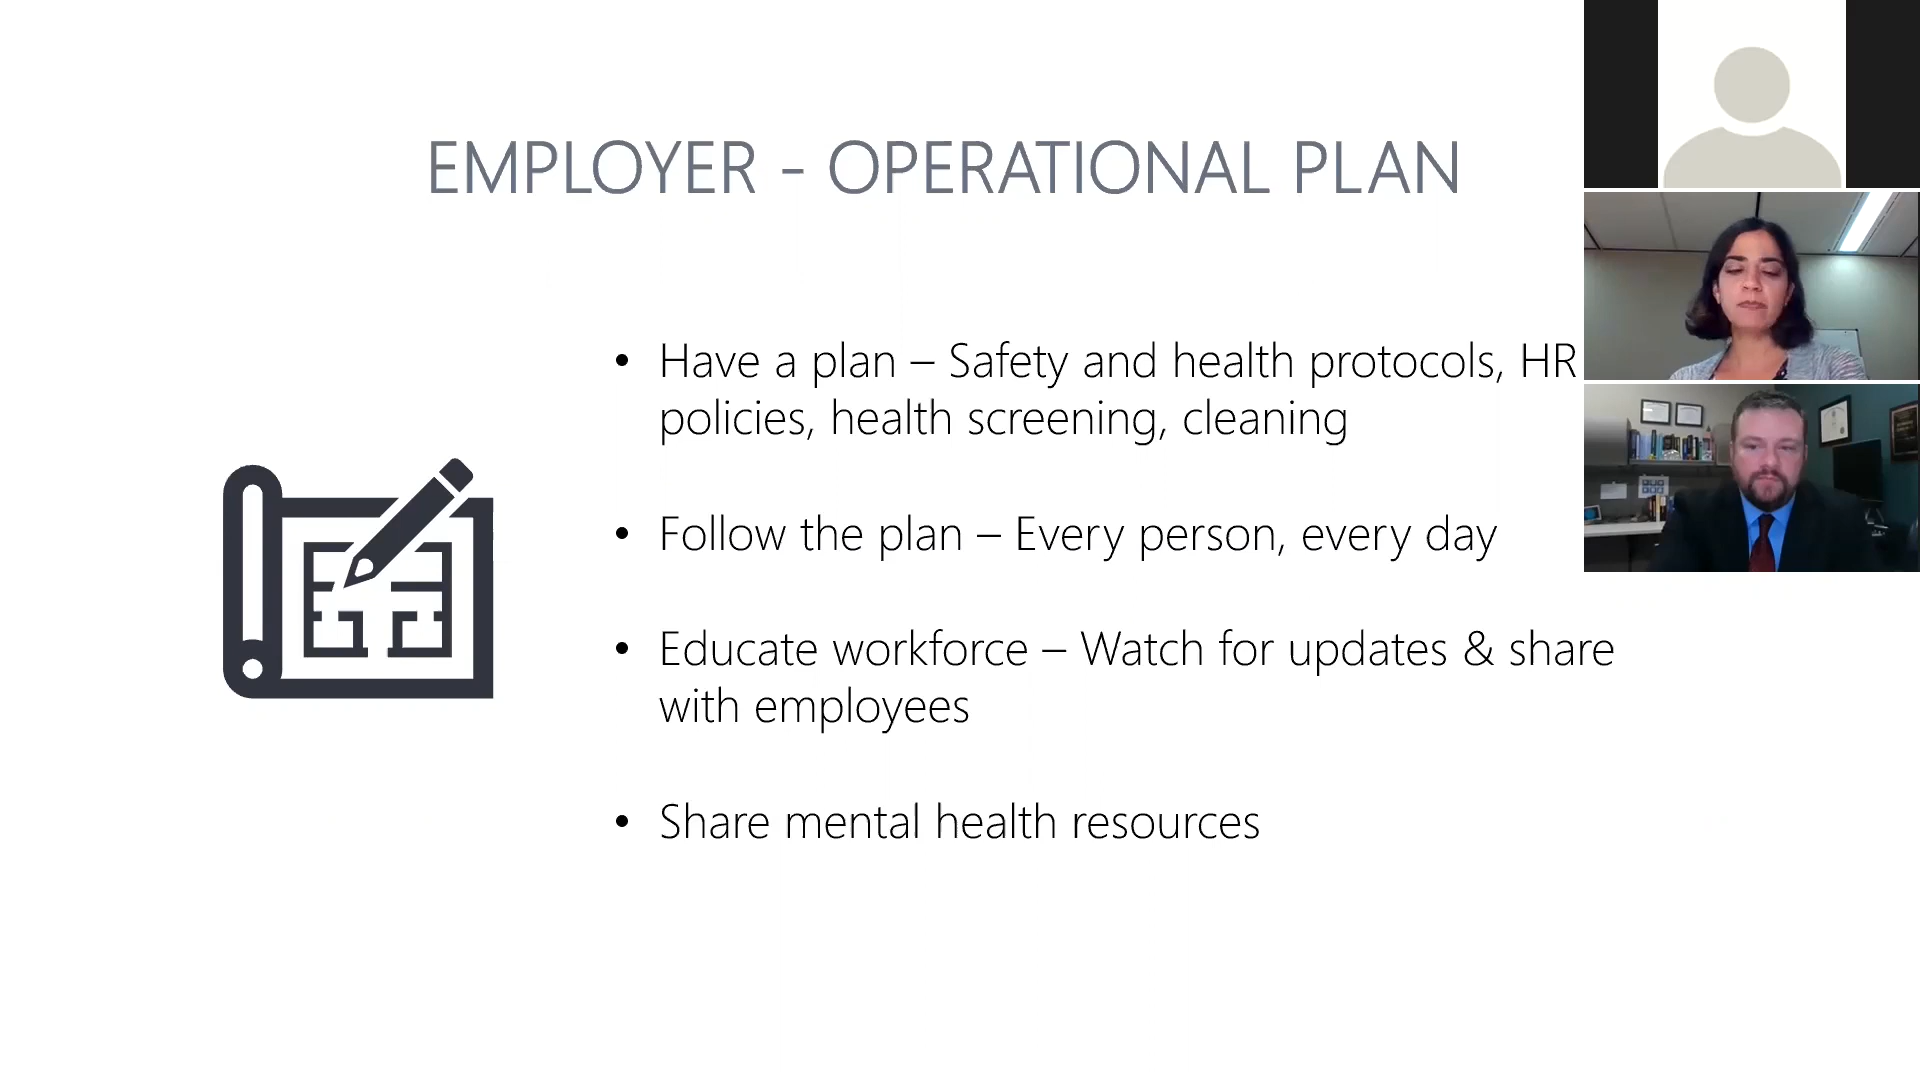 EMPLOYER - OPERATIONAL PLAN
• Have a plan – Safety and health protocols, HR
policies, health screening, cleaning
• Follow the plan – Every person, every day
• Educate workforce – Watch for updates & share
with employees
• Share mental health resources